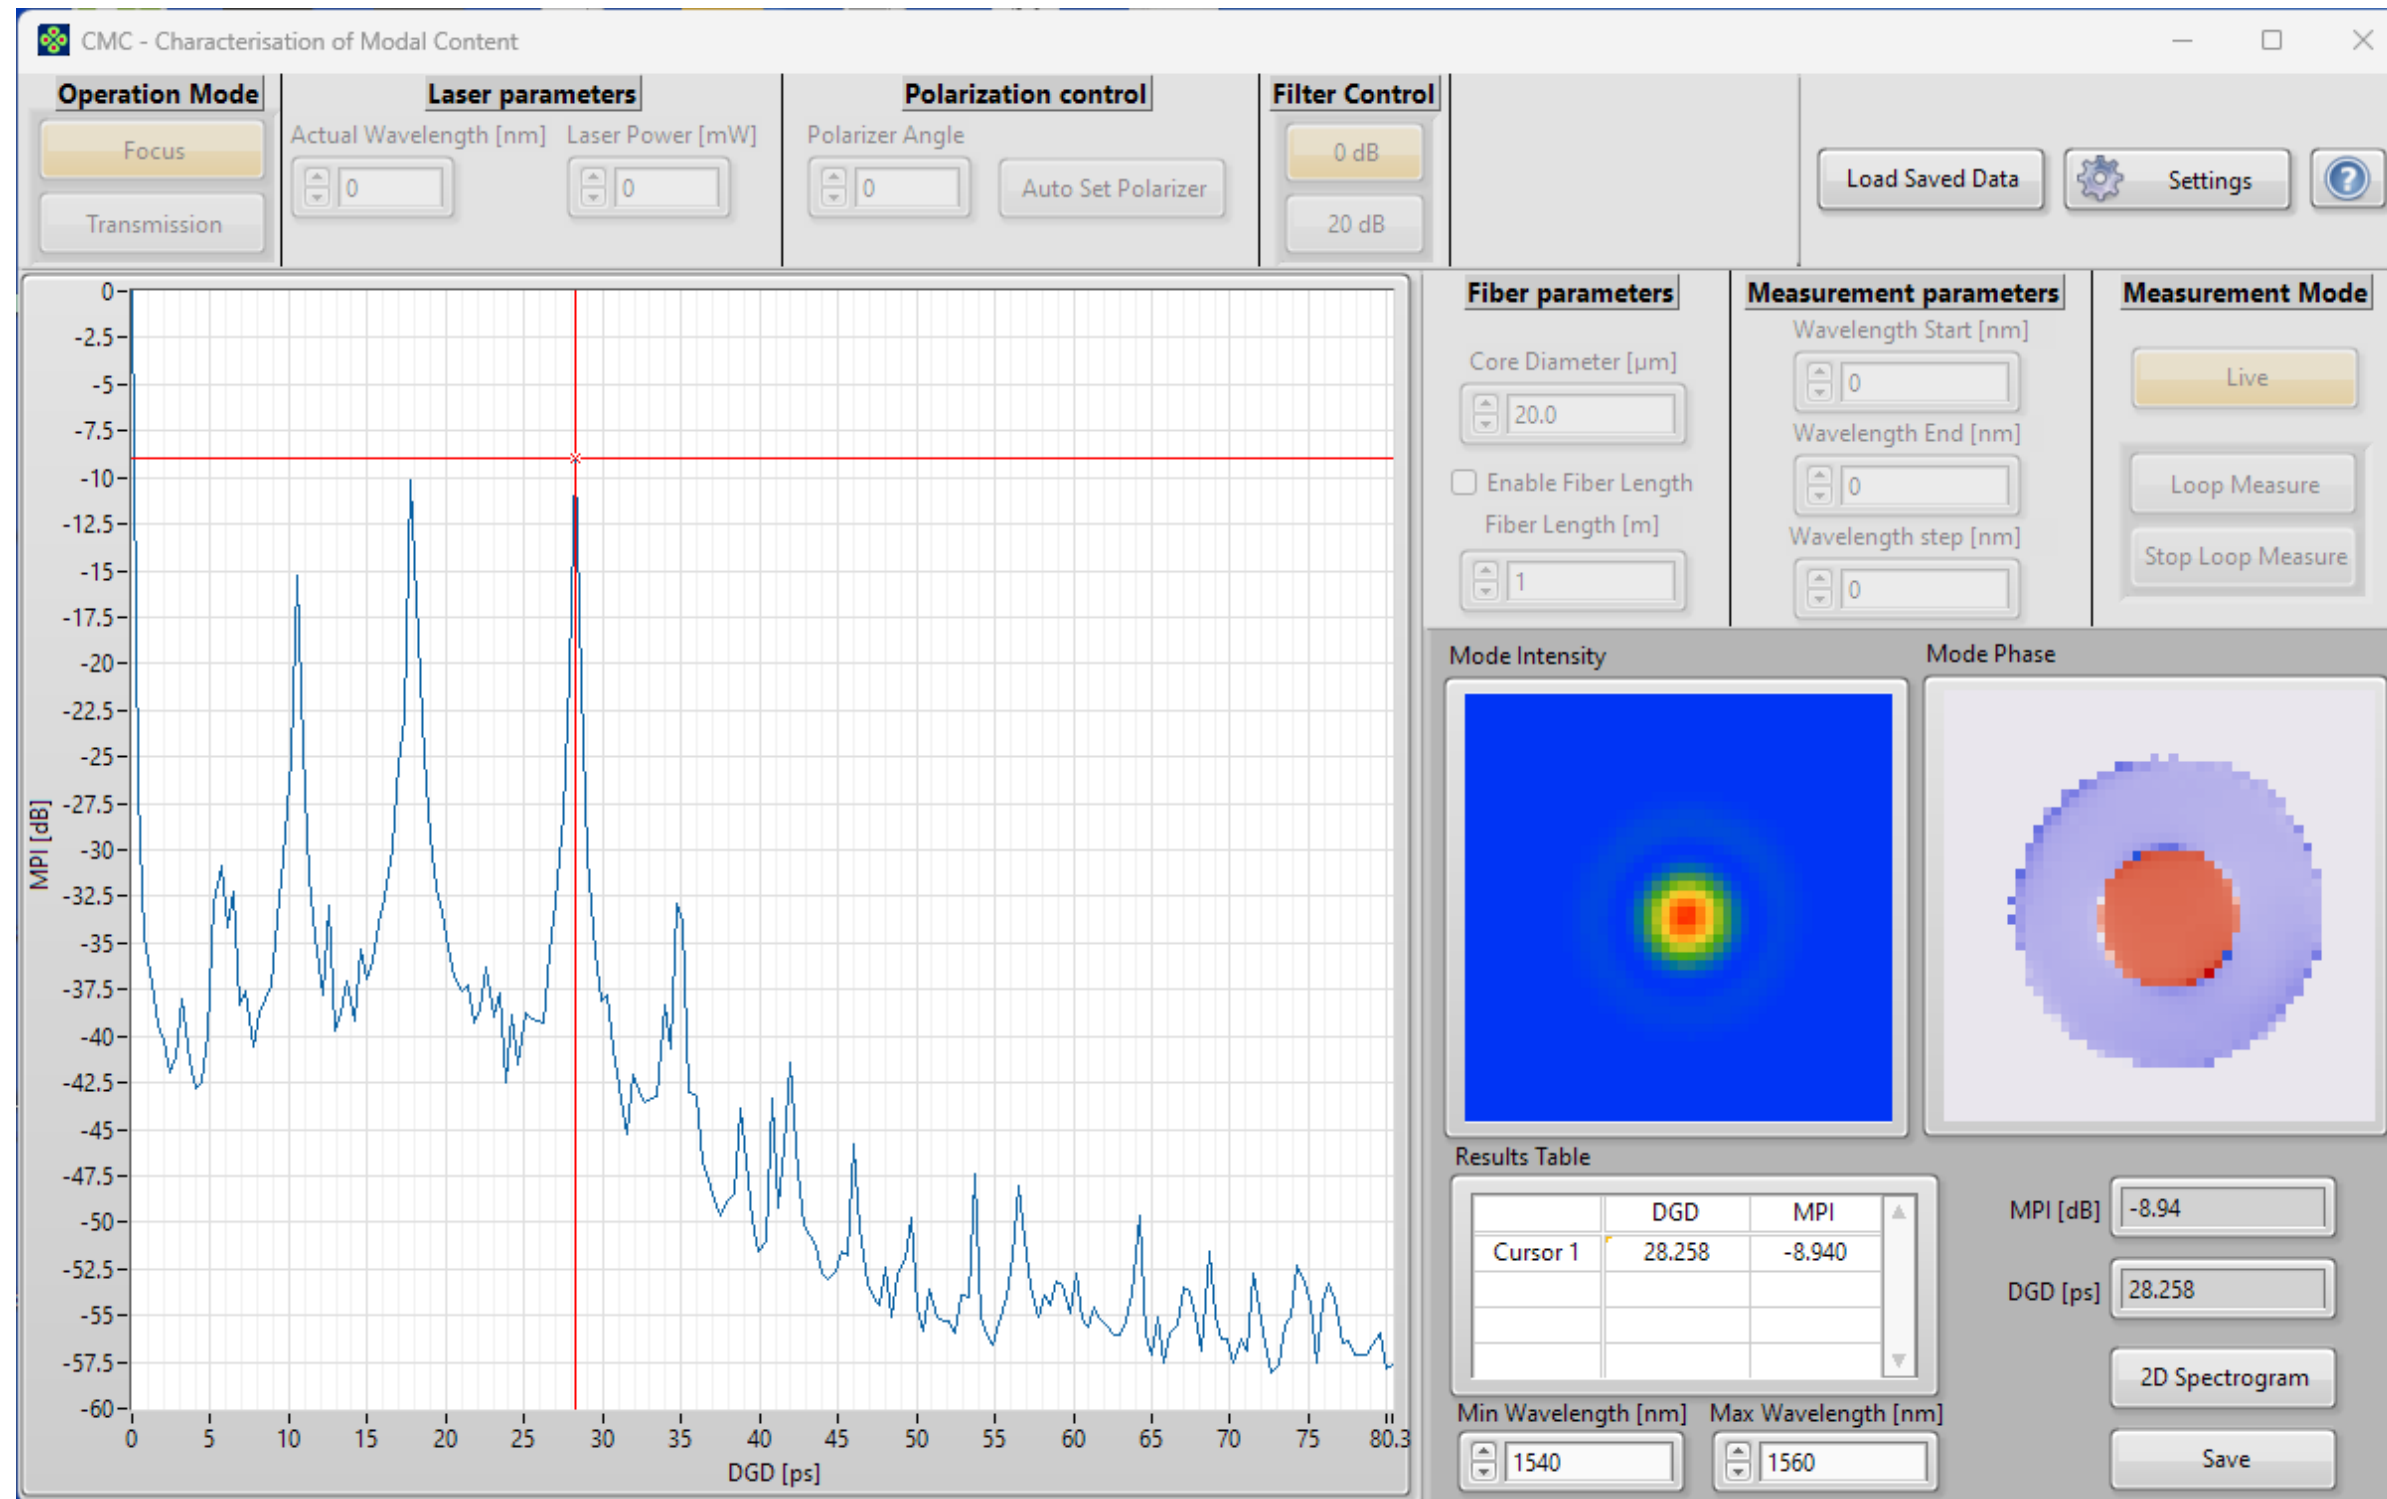 CMC - Characterisation of Modal Content
Operation Mode
Laser parameters
Polarization control
Filter Control
Focus
Transmission
Actual Wavelength [nm]
0
Laser Power [mW]
0
Polarizer Angle
0
Auto Set Polarizer
0 dB
20 dB
Load Saved Data
Settings
?
0
-2.5
-5
-7.5
-10
-12.5
-15
-17.5
-20
-22.5
-25
-27.5
-30
-32.5
-35
-37.5
-40
-42.5
-45
-47.5
-50
-52.5
-55
-57.5
-60
MPI [dB]
0 5 10 15 20 25 30 35 40 45 50 55 60 65 70 75 80.3
DGD [ps]
Fiber parameters
Core Diameter [µm]
20.0
Enable Fiber Length
Fiber Length [m]
1
Measurement parameters
Wavelength Start [nm]
0
Wavelength End [nm]
0
Wavelength step [nm]
0
Measurement Mode
Live
Loop Measure
Stop Loop Measure
Mode Intensity
Mode Phase
Results Table
DGD MPI
Cursor 1 28.258 -8.940
MPI [dB] -8.94
DGD [ps] 28.258
2D Spectrogram
Save
Min Wavelength [nm]
1540
Max Wavelength [nm]
1560